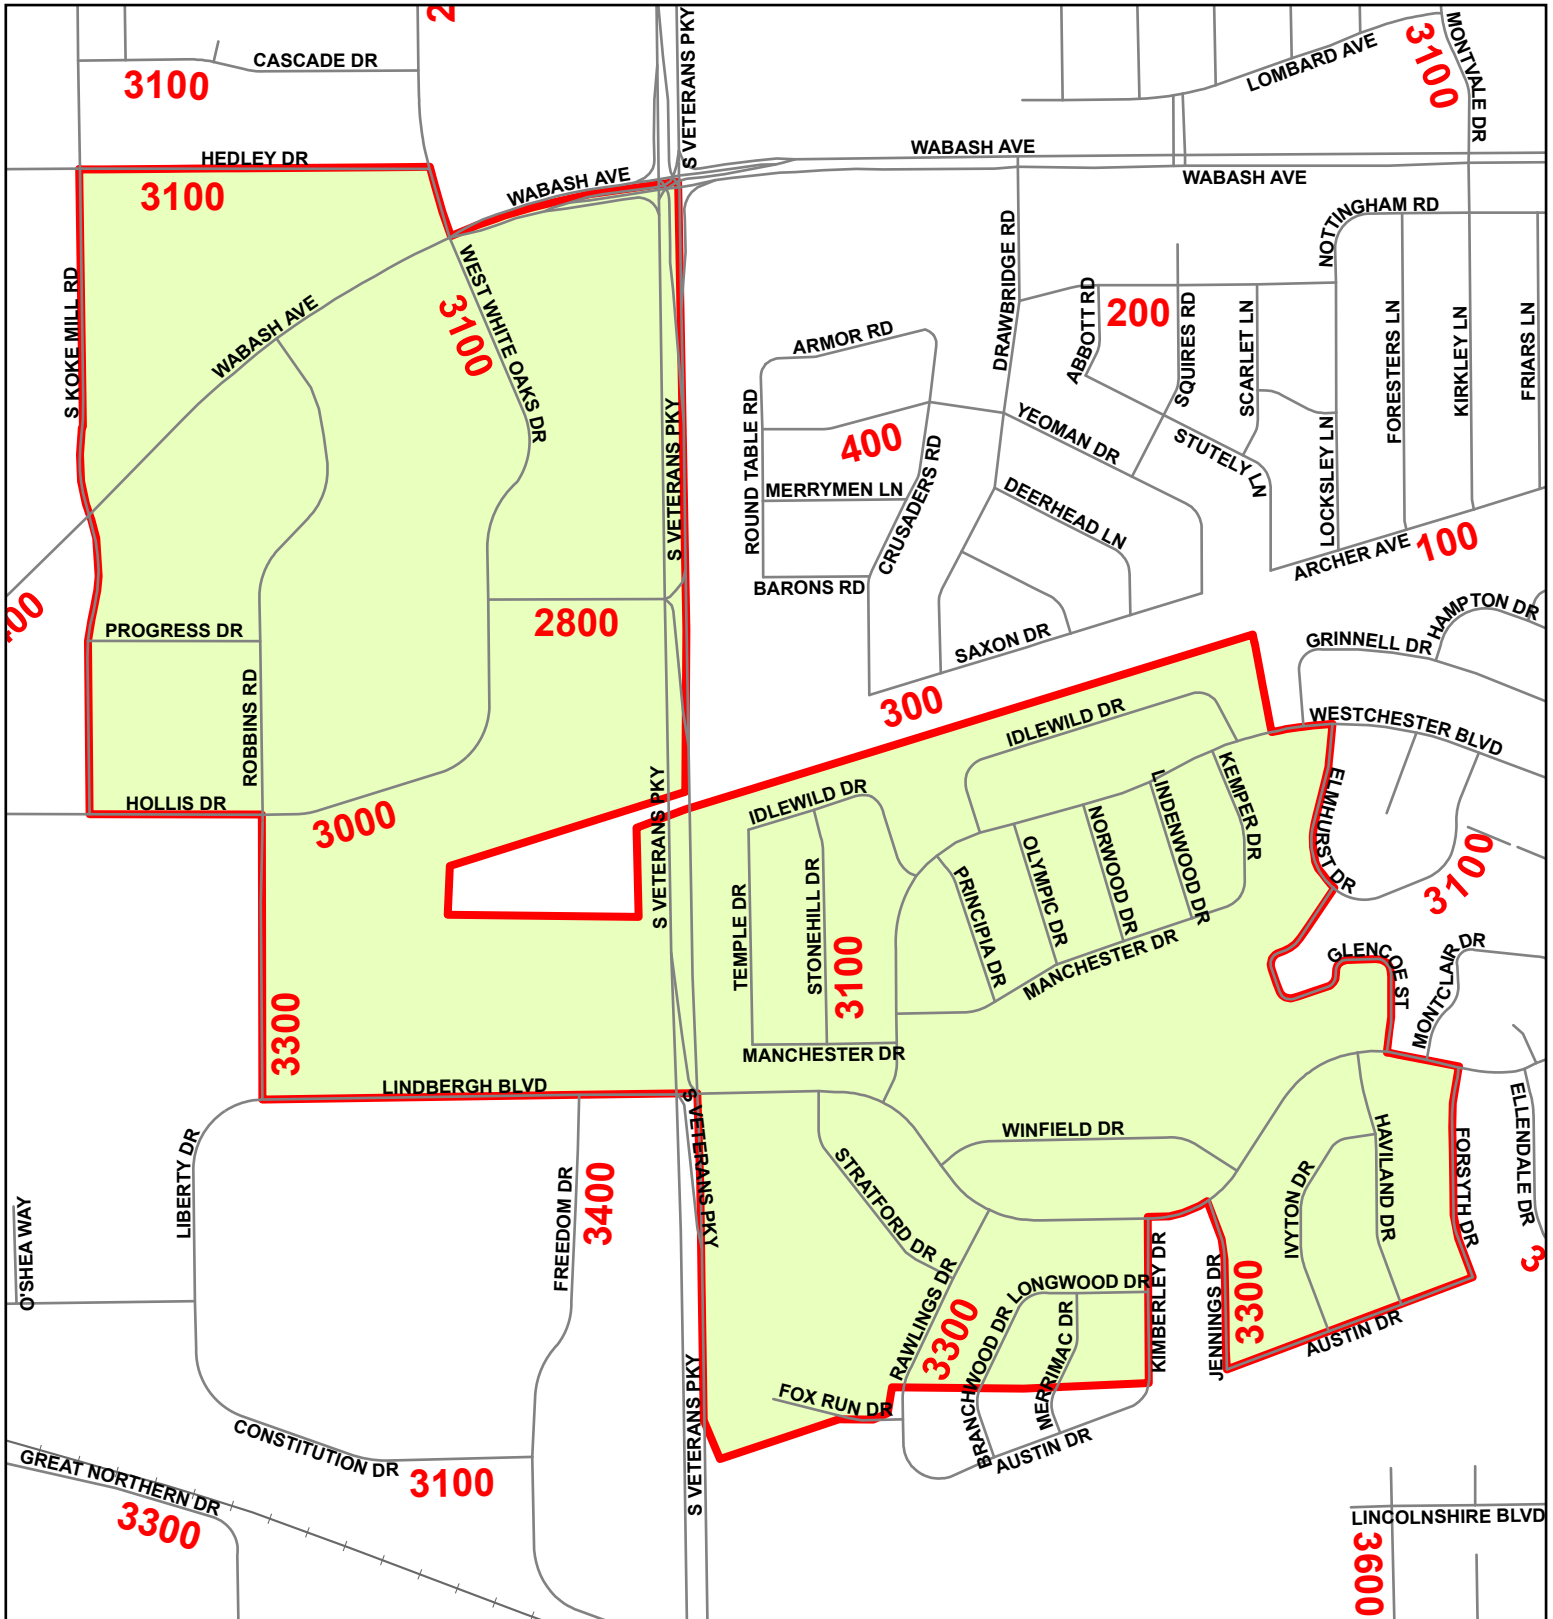 2
CASCADE DR
3100
S VETERANS PKY
LOMBARD AVE
3100
MONTVALE DR
HEDLEY DR
3100
WABASH AVE
WABASH AVE
WABASH AVE
NOTTINGHAM RD
S KOKE MILL RD
WABASH AVE
WEST WHITE OAKS DR
3100
DRAWBRIDGE RD
ABBOTT RD
200
SQUIRES RD
SCARLET LN
FORESTERS LN
KIRKLEY LN
FRIARS LN
ARMOR RD
S VETERANS PKY
ROUND TABLE RD
400
CRUSADERS RD
YEOMAN DR
STUTELY LN
LOCKSLEY LN
MERRYMEN LN
DEERHEAD LN
ARCHER AVE
100
BARONS RD
HAMPTON DR
GRINNELL DR
PROGRESS DR
2800
SAXON DR
300
ROBBINS RD
IDLEWILD DR
WESTCHESTER BLVD
HOLLIS DR
3000
S VETERANS PKY
IDLEWILD DR
LINDENWOOD DR
KEMPER DR
ELMHURST DR
NORWOOD DR
OLYMPIC DR
PRINCIPIA DR
3100
TEMPLE DR
STONEHILL DR
3100
MANCHESTER DR
GLENCOE ST
MONTCLAIR DR
3300
MANCHESTER DR
LINDBERGH BLVD
S VETERANS PKY
WINFIELD DR
ELLENDALE DR
LIBERTY DR
FREEDOM DR
3400
STRATFORD DR
IVYTON DR
HAVILAND DR
FORSYTH DR
O'SHEA WAY
3
RAWLINGS DR
3300
LONGWOOD DR
BRANCHWOOD DR
MERRIMAC DR
KIMBERLEY DR
JENNINGS DR
3300
AUSTIN DR
S VETERANS PKY
FOX RUN DR
AUSTIN DR
CONSTITUTION DR
3100
GREAT NORTHERN DR
3300
LINCOLNSHIRE BLVD
3600